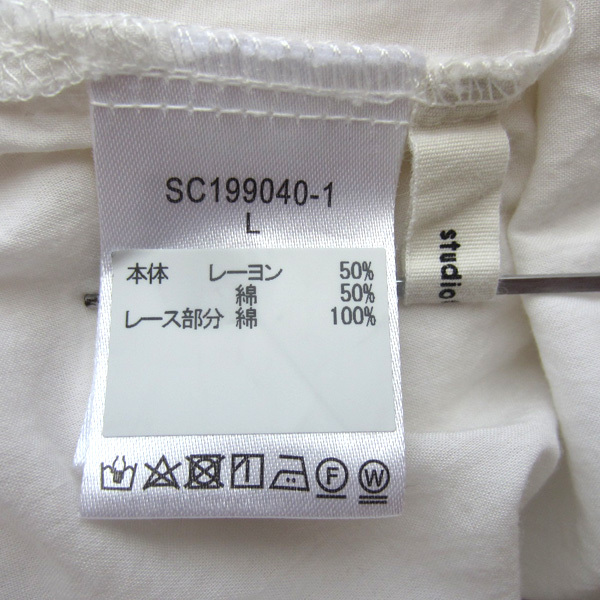 SC199040-1
L
本体 レーヨン 50%
綿 50%
レース部分 綿 100%
F W
studio